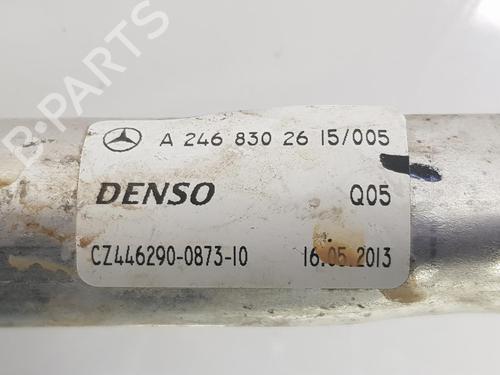 A 246 830 26 15/005
DENSO Q05
CZ446290-0873-10 16.05.2013
B-PARTS